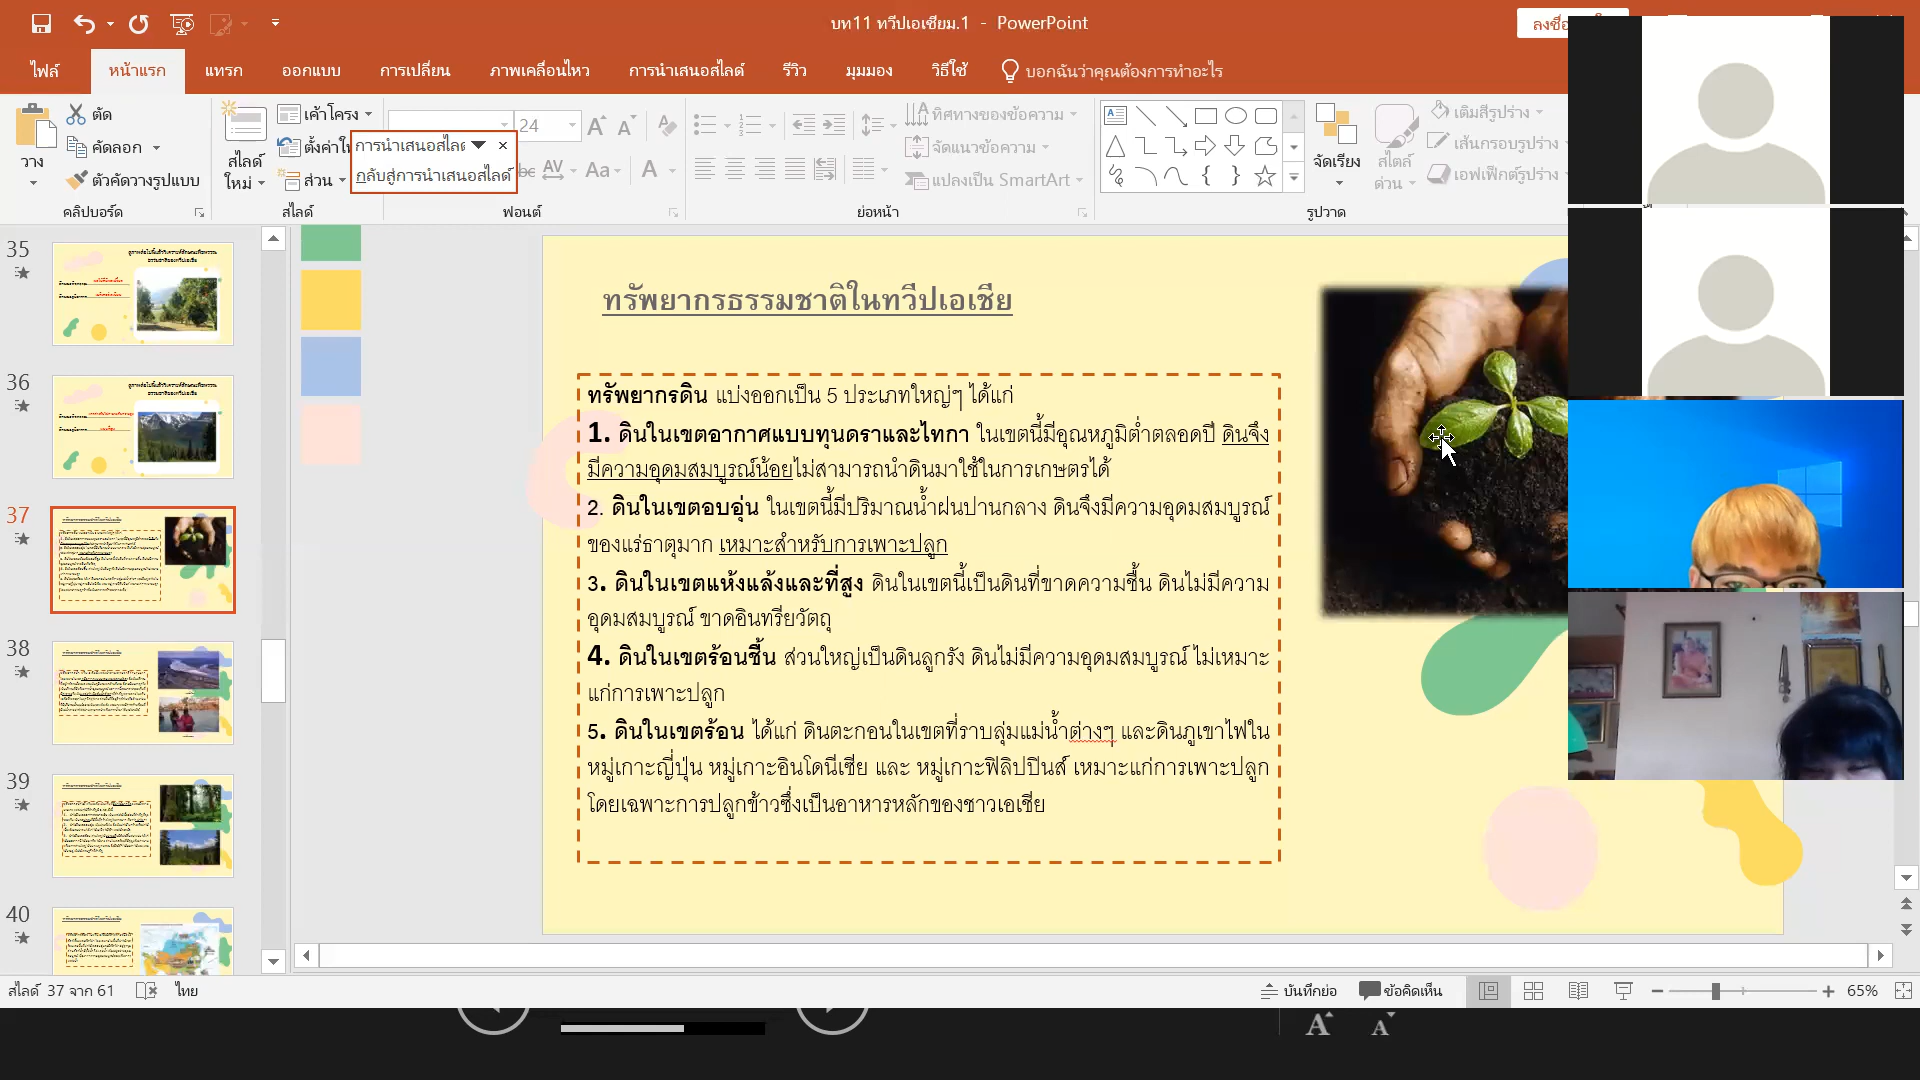 บท11 ทวีปเอเซียม.1 - PowerPoint
ไฟล์ หน้าแรก แทรก ออกแบบ การเปลี่ยน ภาพเคลื่อนไหว การนำเสนอสไลด์ รีวิว มุมมอง วิธีใช้ บอกฉันว่าคุณต้องการทำอะไร
วาง
ตัด
คัดลอก
ตัวคัดวางรูปแบบ
คลิปบอร์ด
สไลด์
ใหม่
เค้าโครง
ส่วน
สไลด์
การนำเสนอสไลด์
กลับสู่การนำเสนอสไลด์
24
Aa
ฟอนต์
ทิศทางของข้อความ
จัดแนวข้อความ
แปลงเป็น SmartArt
ย่อหน้า
จัดเรียง
สไตล์
ด่วน
เติมสีรูปร่าง
เส้นกรอบรูปร่าง
เอฟเฟ็กต์รูปร่าง
รูปวาด
35
36
37
38
39
40
ทรัพยากรธรรมชาติในทวีปเอเชีย
ทรัพยากรดิน แบ่งออกเป็น 5 ประเภทใหญ่ๆ ได้แก่
1. ดินในเขตอากาศแบบทุนดราและไทกา ในเขตนี้มีอุณหภูมิต่ำตลอดปี ดินจึง
มีความอุดมสมบูรณ์น้อยไม่สามารถนำดินมาใช้ในการเกษตรได้
2. ดินในเขตอบอุ่น ในเขตนี้มีปริมาณน้ำฝนปานกลาง ดินจึงมีความอุดมสมบูรณ์
ของแร่ธาตุมาก เหมาะสำหรับการเพาะปลูก
3. ดินในเขตแห้งแล้งและที่สูง ดินในเขตนี้เป็นดินที่ขาดความชื้น ดินไม่มีความ
อุดมสมบูรณ์ ขาดอินทรี่ยวัตถุ
4. ดินในเขตร้อนชื้น ส่วนใหญ่เป็นดินลูกรัง ดินไม่มีความอุดมสมบูรณ์ ไม่เหมาะ
แก่การเพาะปลูก
5. ดินในเขตร้อน ได้แก่ ดินตะกอนในเขตที่ราบลุ่มแม่น้ำต่างๆ และดินภูเขาไฟใน
หมู่เกาะญี่ปุ่น หมู่เกาะอินโดนีเซีย และ หมู่เกาะฟิลิปปินส์ เหมาะแก่การเพาะปลูก
โดยเฉพาะการปลูกข้าวซึ่งเป็นอาหารหลักของชาวเอเชีย
สไลด์ 37 จาก 61 ไทย บันทึกย่อ ข้อคิดเห็น 65%